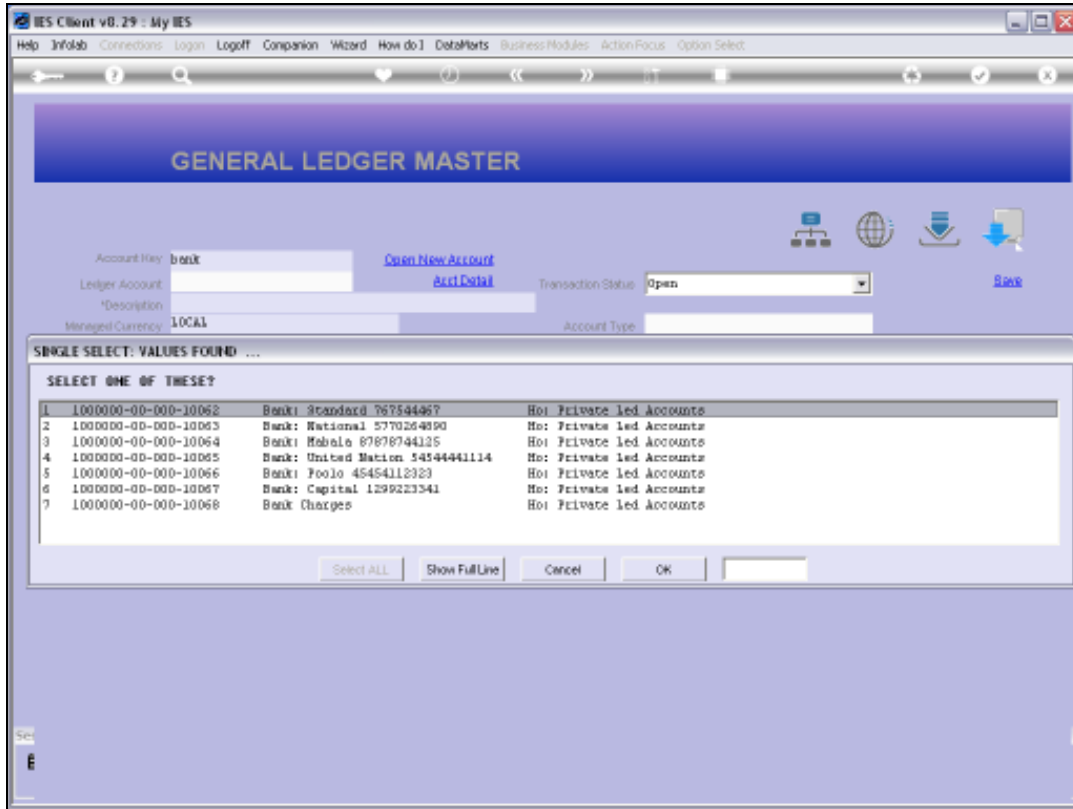 IES Client v8.29 : My IES
Help Infolab Connections Logon Logoff Companion Wizard How do I DataMarts Business Modules Action Focus Option Select
GENERAL LEDGER MASTER
Account Key bank Open New Account
Ledger Account Acct Detail Transaction Status Open Save
*Description
Managed Currency LOCAL Account Type
SINGLE SELECT: VALUES FOUND ...
SELECT ONE OF THESE?
1 1000000-00-000-10062 Bank: Standard 767544467 Ho: Private Led Accounts
2 1000000-00-000-10063 Bank: National 5770264890 Ho: Private Led Accounts
3 1000000-00-000-10064 Bank: Mabala 87878744125 Ho: Private Led Accounts
4 1000000-00-000-10065 Bank: United Nation 54544441114 Ho: Private Led Accounts
5 1000000-00-000-10066 Bank: Poolo 45454112323 Ho: Private Led Accounts
6 1000000-00-000-10067 Bank: Capital 1299223341 Ho: Private Led Accounts
7 1000000-00-000-10068 Bank Charges Ho: Private Led Accounts
Select ALL Show Full Line Cancel OK